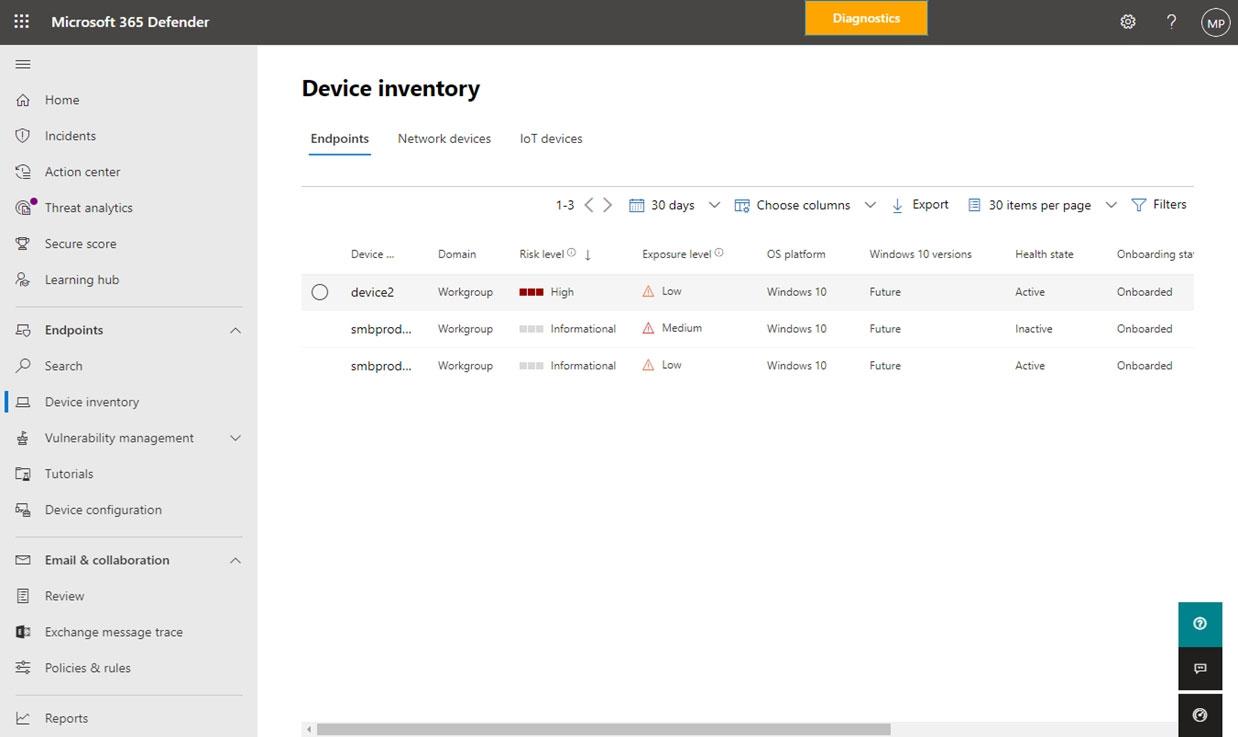 Microsoft 365 Defender
Diagnostics
?
MP
Home
Incidents
Action center
Threat analytics
Secure score
Learning hub
Endpoints
Search
Device inventory
Vulnerability management
Tutorials
Device configuration
Email & collaboration
Review
Exchange message trace
Policies & rules
Reports
Device inventory
Endpoints Network devices IoT devices
1-3 30 days Choose columns Export 30 items per page Filters
Device ... Domain Risk level Exposure level OS platform Windows 10 versions Health state Onboarding sta
device2 Workgroup High Low Windows 10 Future Active Onboarded
smbprod... Workgroup Informational Medium Windows 10 Future Inactive Onboarded
smbprod... Workgroup Informational Low Windows 10 Future Active Onboarded